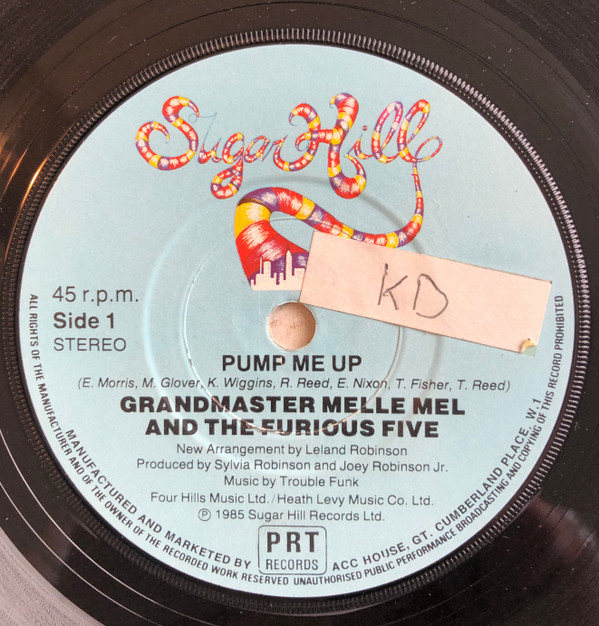 Sugar Hill
KD
45 r.p.m.
Side 1
STEREO
PUMP ME UP
(E. Morris, M. Glover, K. Wiggins, R. Reed, E. Nixon, T. Fisher, T. Reed)
GRANDMASTER MELLE MEL
AND THE FURIOUS FIVE
New Arrangement by Leland Robinson
Produced by Sylvia Robinson and Joey Robinson Jr.
Music by Trouble Funk
Four Hills Music Ltd./Heath Levy Music Co. Ltd.
℗ 1985 Sugar Hill Records Ltd.
PRT
RECORDS
MANUFACTURED AND MARKETED BY
ACC HOUSE, GT. CUMBERLAND PLACE, W.1
ALL RIGHTS OF THE MANUFACTURER AND OF THE OWNER OF THE RECORDED WORK RESERVED UNAUTHORISED PUBLIC PERFORMANCE BROADCASTING AND COPYING OF THIS RECORD PROHIBITED